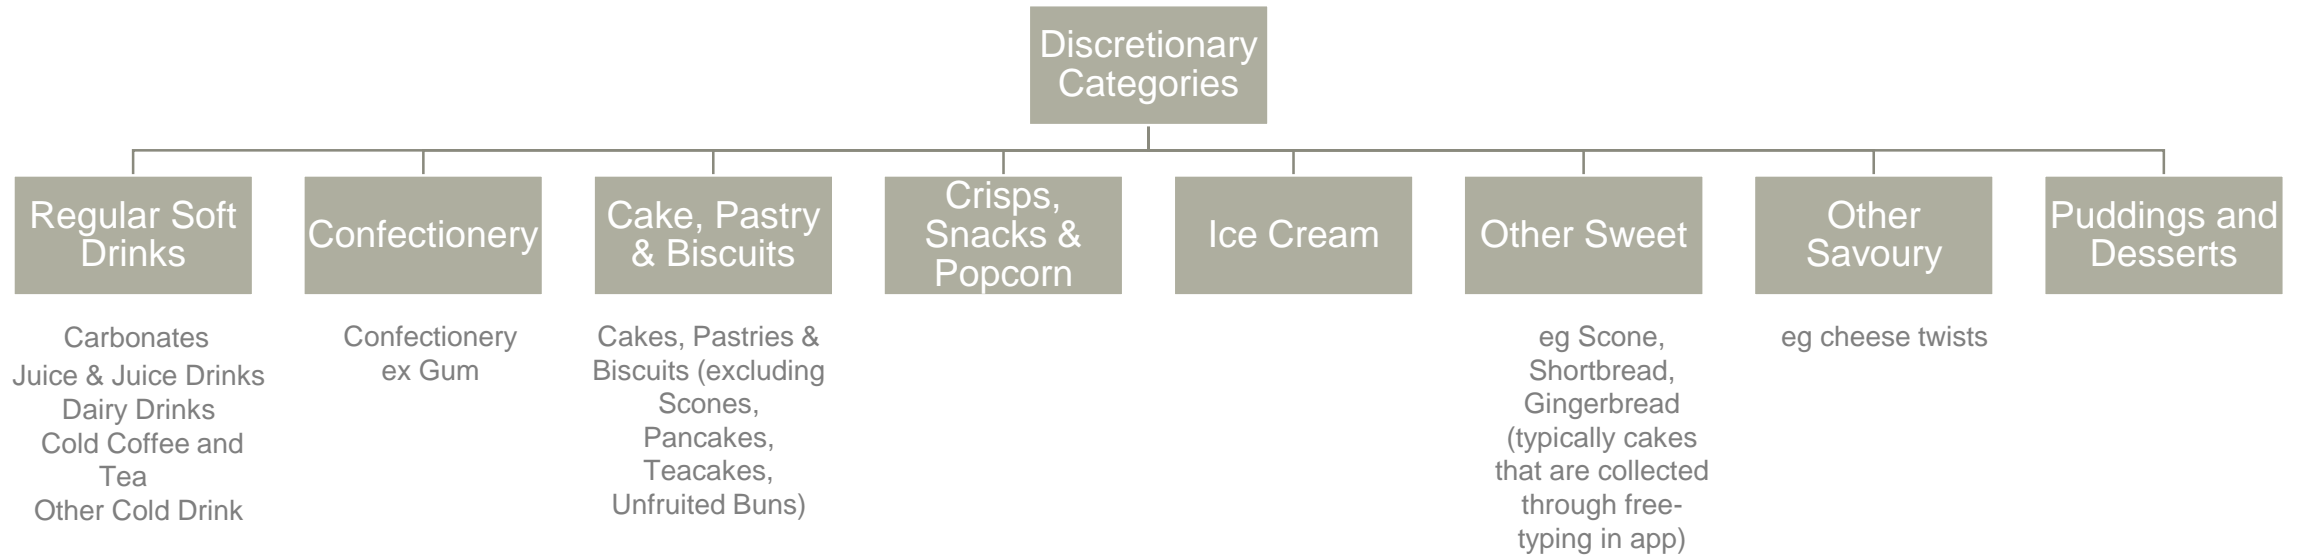 Discretionary
Categories
Regular Soft
Drinks
Confectionery
Cake, Pastry
& Biscuits
Crisps,
Snacks &
Popcorn
Ice Cream
Other Sweet
Other
Savoury
Puddings and
Desserts
Carbonates
Juice & Juice Drinks
Dairy Drinks
Cold Coffee and
Tea
Other Cold Drink
Confectionery
ex Gum
Cakes, Pastries &
Biscuits (excluding
Scones,
Pancakes,
Teacakes,
Unfruited Buns)
eg Scone,
Shortbread,
Gingerbread
(typically cakes
that are collected
through free-
typing in app)
eg cheese twists